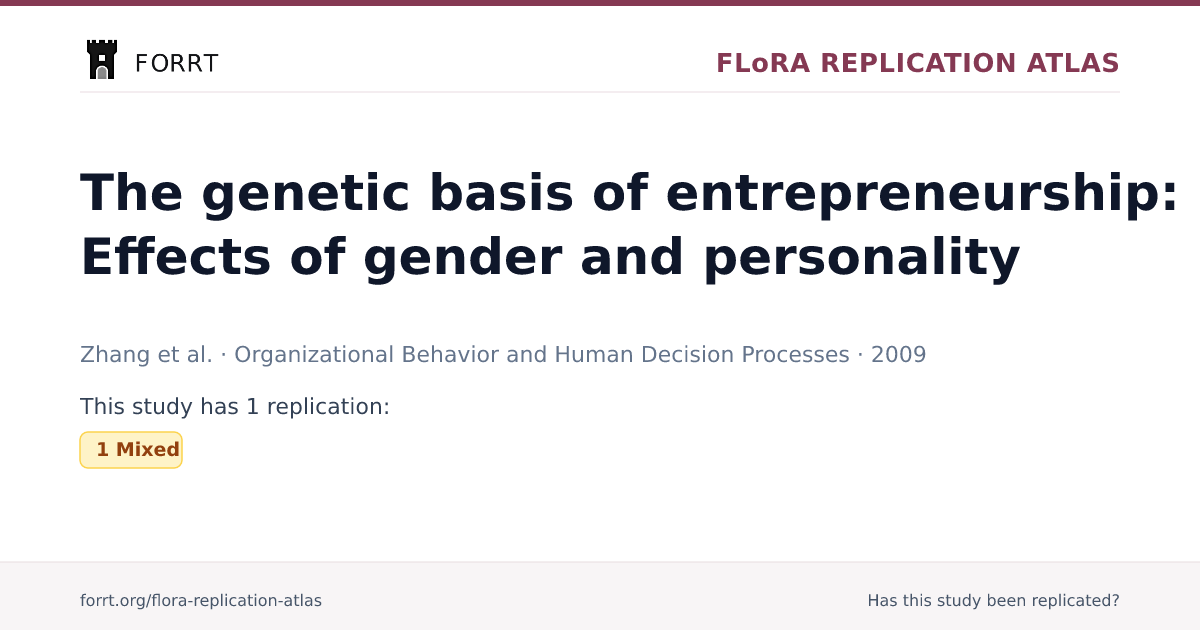 FORRT
FLoRA REPLICATION ATLAS
The genetic basis of entrepreneurship:
Effects of gender and personality
Zhang et al. · Organizational Behavior and Human Decision Processes · 2009
This study has 1 replication:
1 Mixed
forrt.org/flora-replication-atlas
Has this study been replicated?